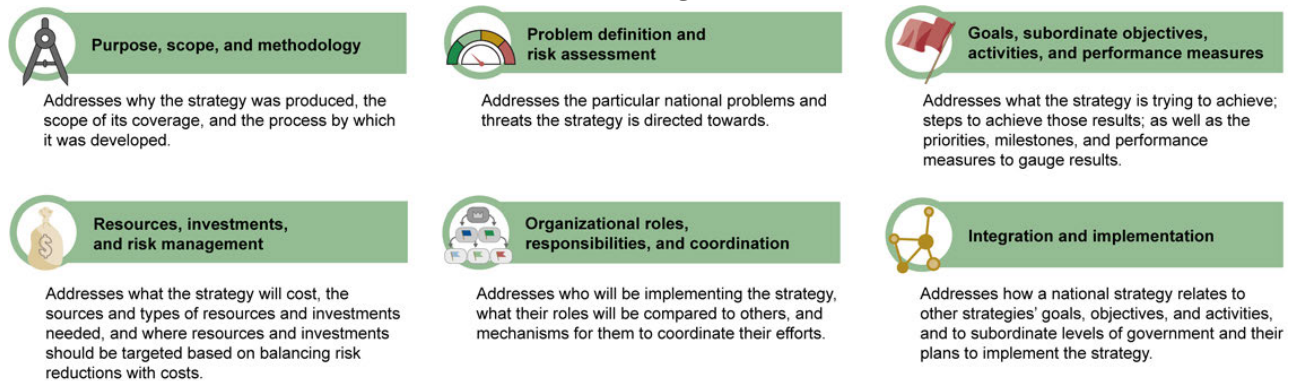 Purpose, scope, and methodology
Addresses why the strategy was produced, the
scope of its coverage, and the process by which
it was developed.
Problem definition and
risk assessment
Addresses the particular national problems and
threats the strategy is directed towards.
Goals, subordinate objectives,
activities, and performance measures
Addresses what the strategy is trying to achieve;
steps to achieve those results; as well as the
priorities, milestones, and performance
measures to gauge results.
$
Resources, investments,
and risk management
Addresses what the strategy will cost, the
sources and types of resources and investments
needed, and where resources and investments
should be targeted based on balancing risk
reductions with costs.
Organizational roles,
responsibilities, and coordination
Addresses who will be implementing the strategy,
what their roles will be compared to others, and
mechanisms for them to coordinate their efforts.
Integration and implementation
Addresses how a national strategy relates to
other strategies' goals, objectives, and activities,
and to subordinate levels of government and their
plans to implement the strategy.